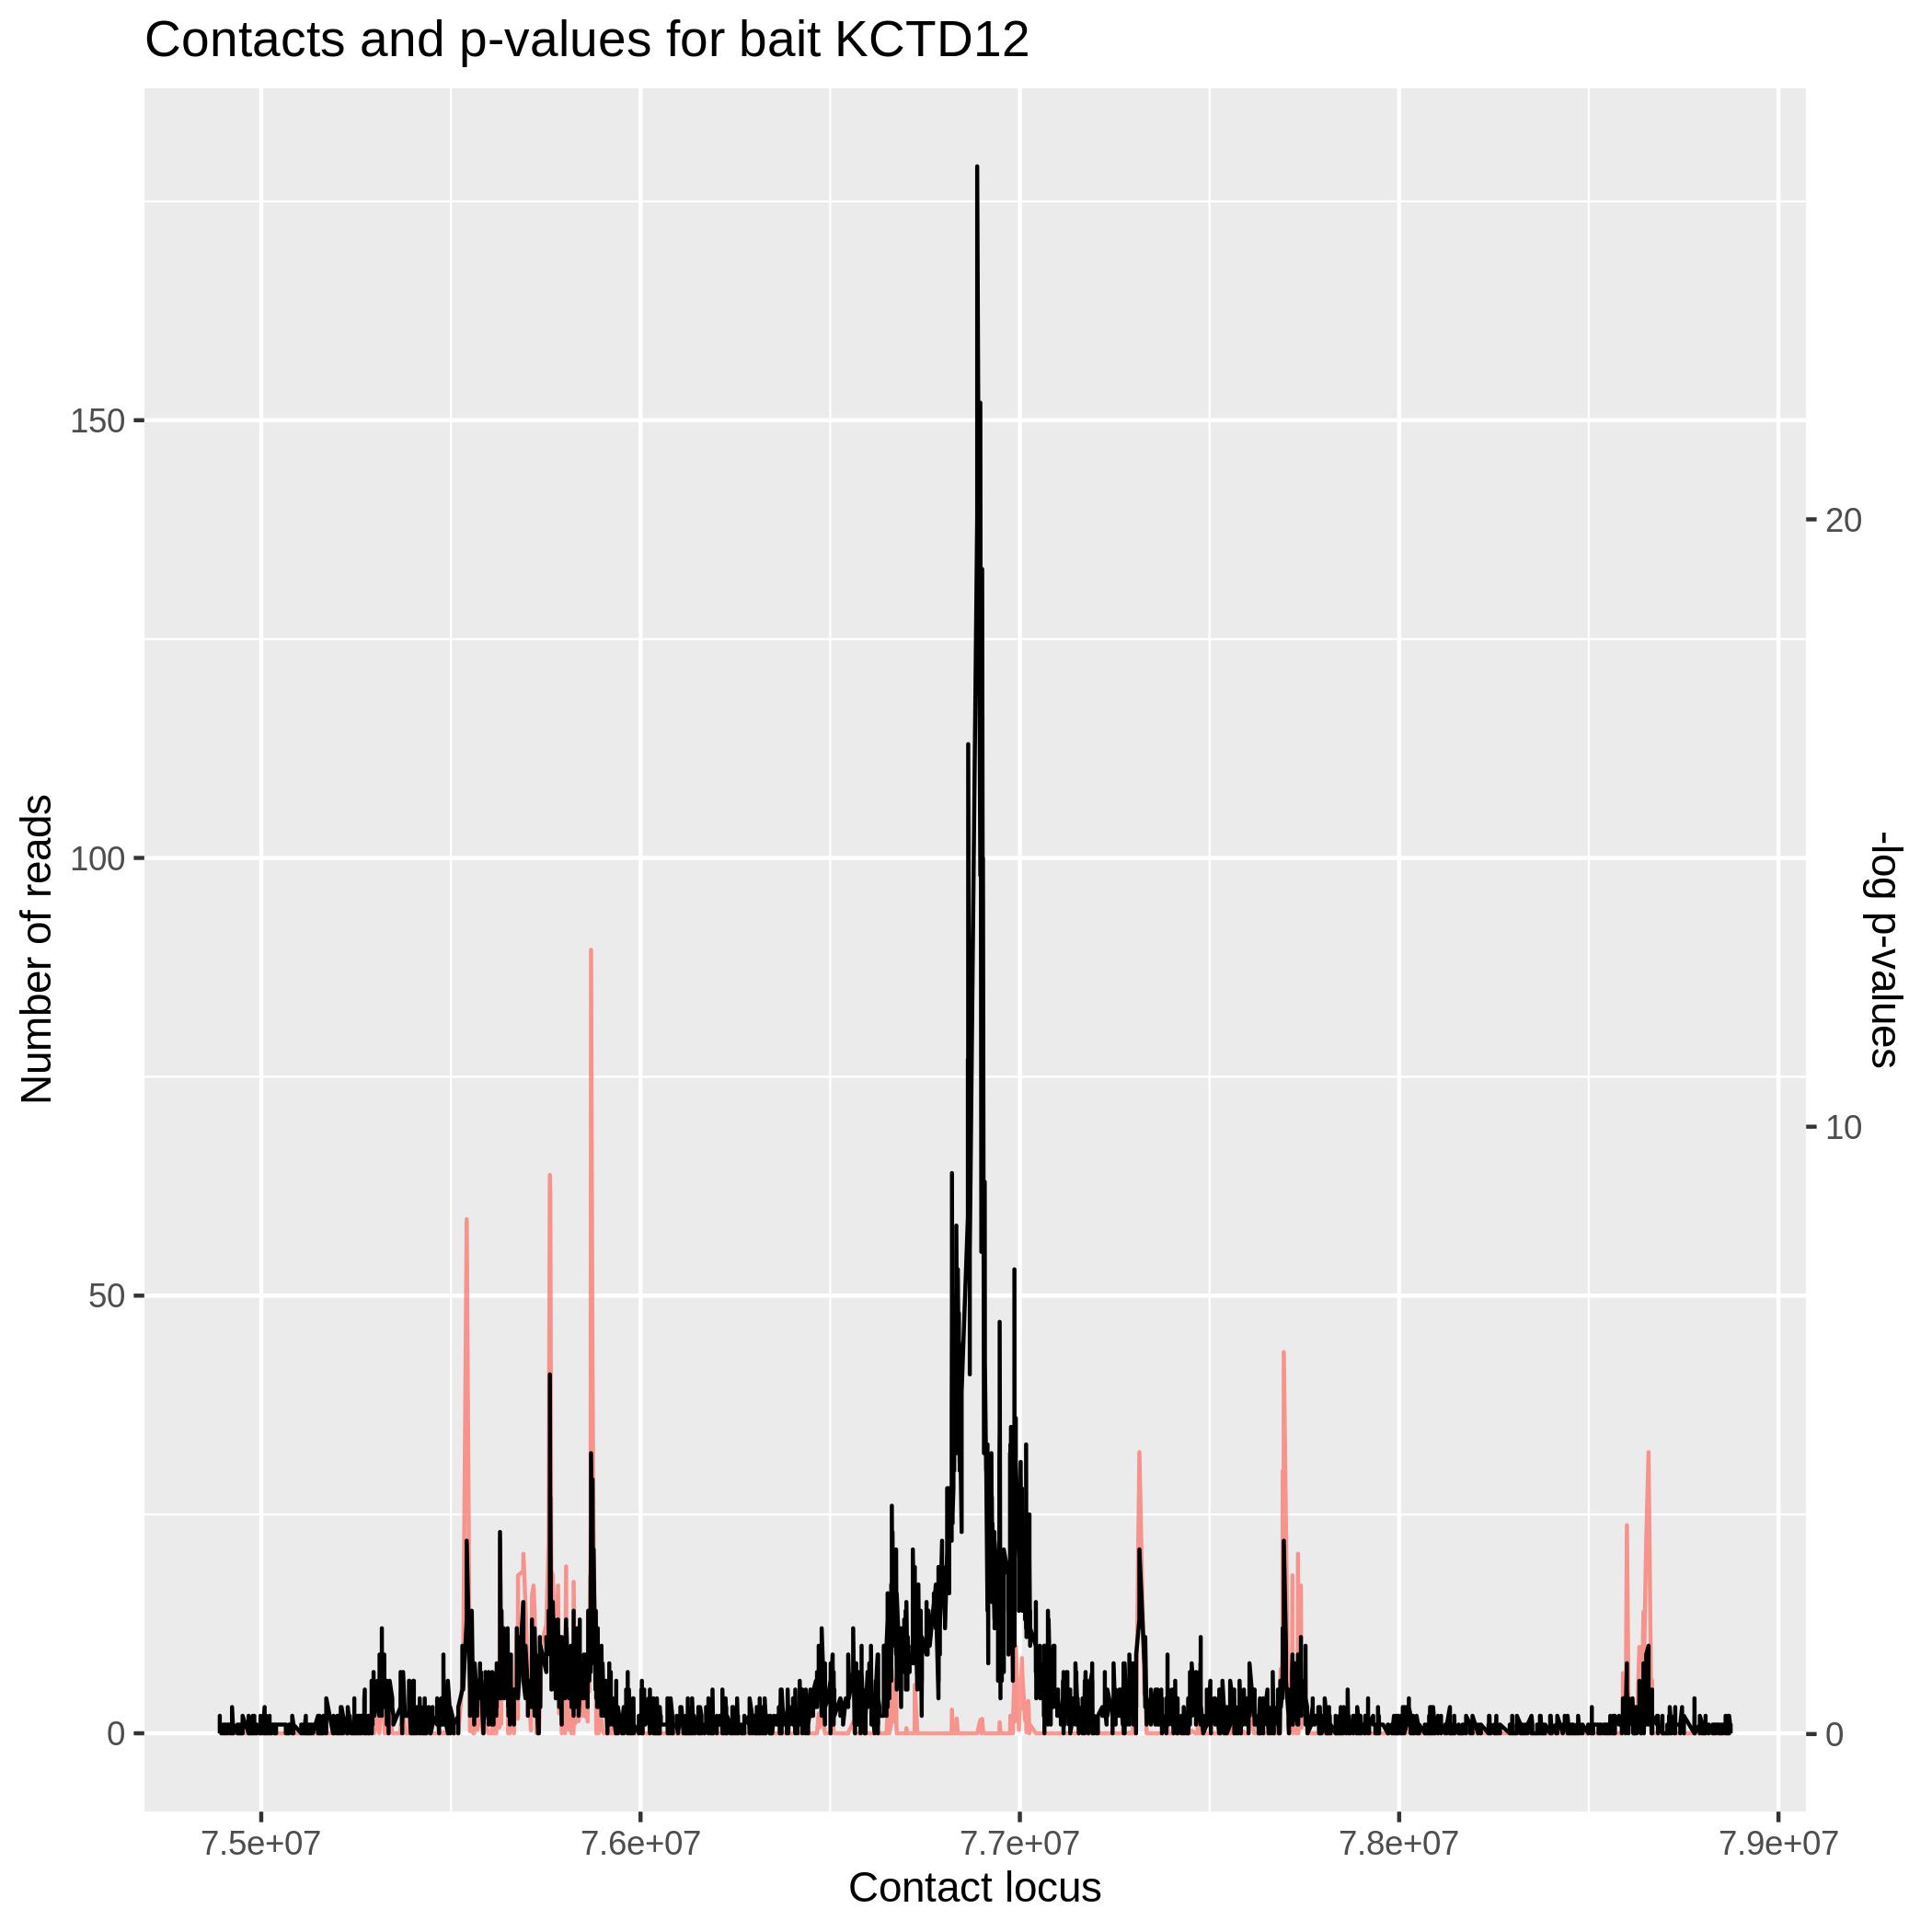 Contacts and p-values for bait KCTD12
Number of reads
150
100
50
0
20
10
0
-log p-values
7.5e+07 7.6e+07 7.7e+07 7.8e+07 7.9e+07
Contact locus